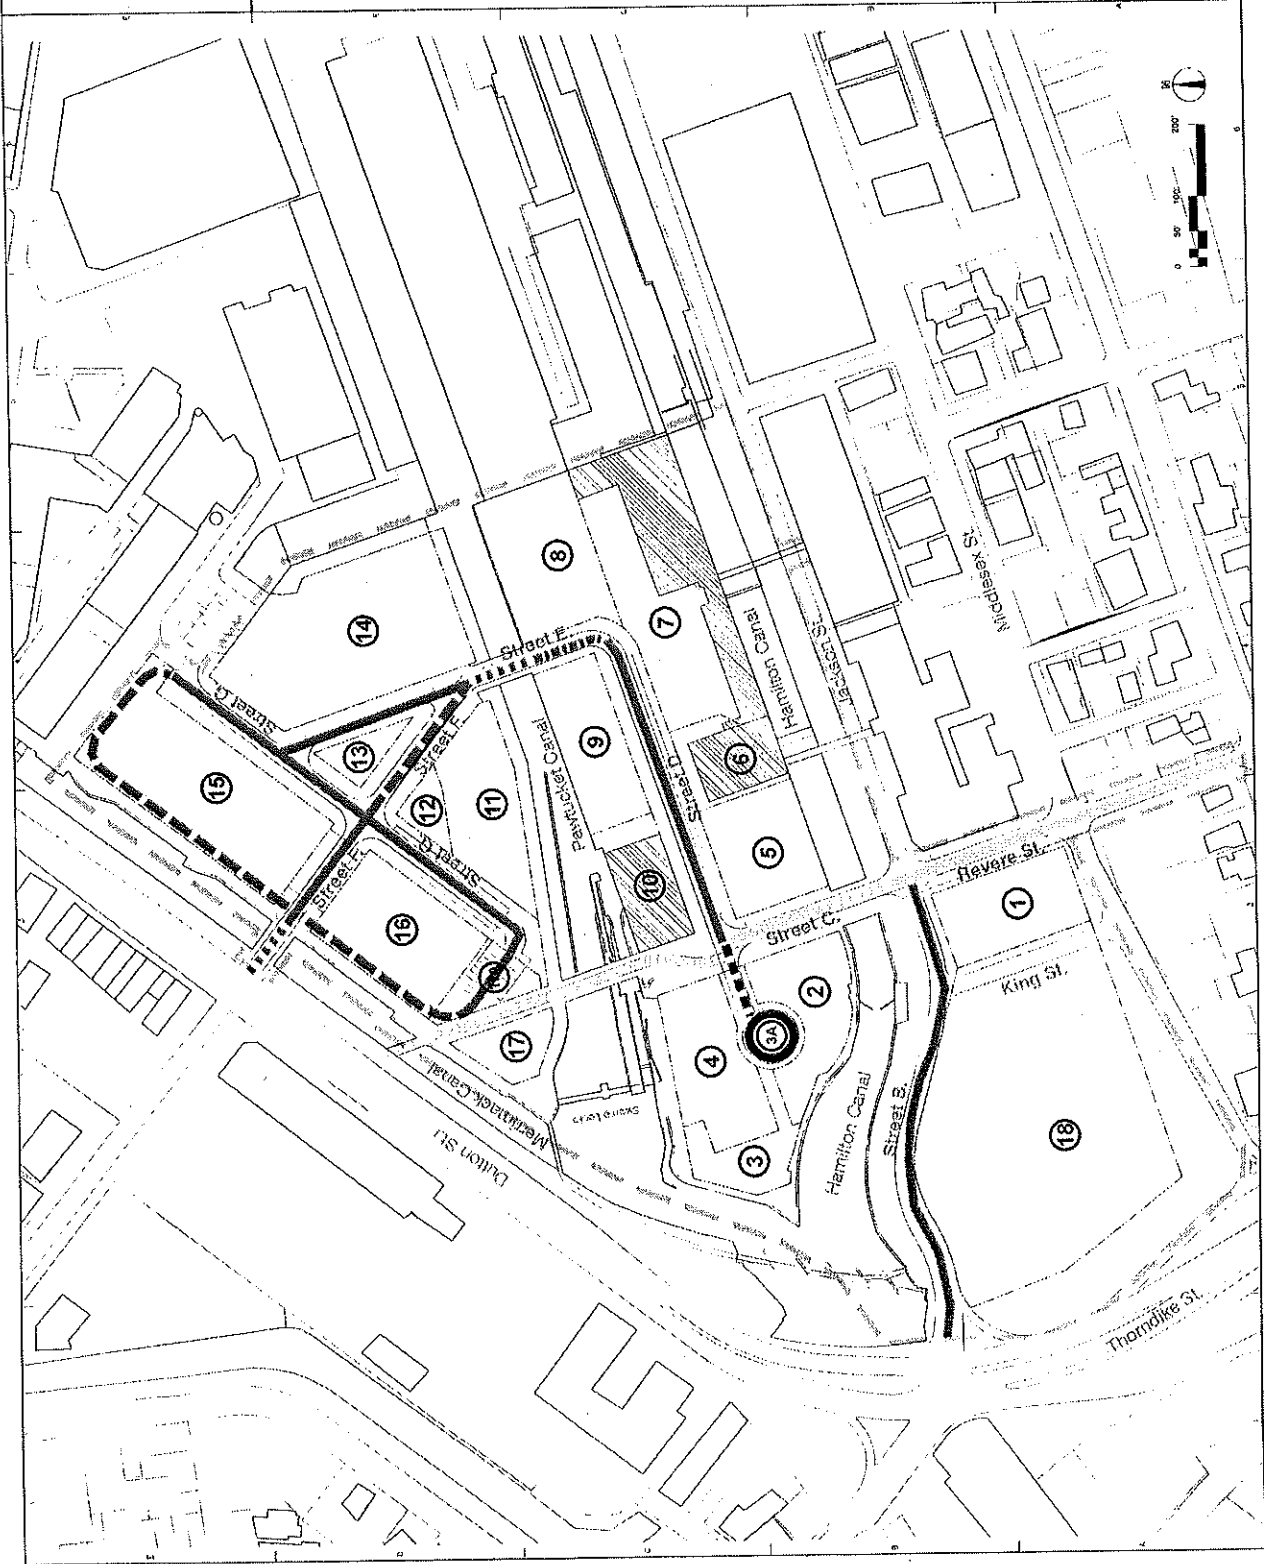 200'
100'
50'
0
15
14
13
12
11
16
17
8
7
9
6
10
5
4
3
3A
2
1
18
Street G.
Street F.
Street F.
Street G.
Street E.
Pawtucket Canal
Street D.
Hamilton Canal
Jackson St.
Middlesex St.
Street C.
Revere St.
King St.
Merrimack Canal
Dutton St.
Hamilton Canal
Street B.
Thorndike St.